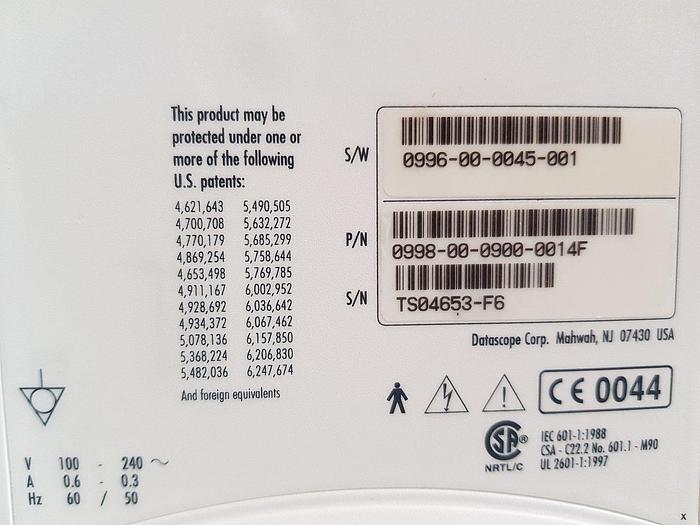 This product may be
protected under one or
more of the following
U.S. patents:
4,621,643 5,490,505
4,700,708 5,632,272
4,770,179 5,685,299
4,869,254 5,758,644
4,653,498 5,769,785
4,911,167 6,002,952
4,928,692 6,036,642
4,934,372 6,067,462
5,078,136 6,157,850
5,368,224 6,206,830
5,482,036 6,247,674
And foreign equivalents
S/W 0996-00-0045-001
P/N 0998-00-0900-0014F
S/N TS04653-F6
Datascope Corp. Mahwah, NJ 07430 USA
CE 0044
SA®
NRTL/C
IEC 601-1:1988
CSA - C22.2 No. 601.1 - M90
UL 2601-1:1997
V 100 - 240 ~
A 0.6 - 0.3
Hz 60 / 50
x